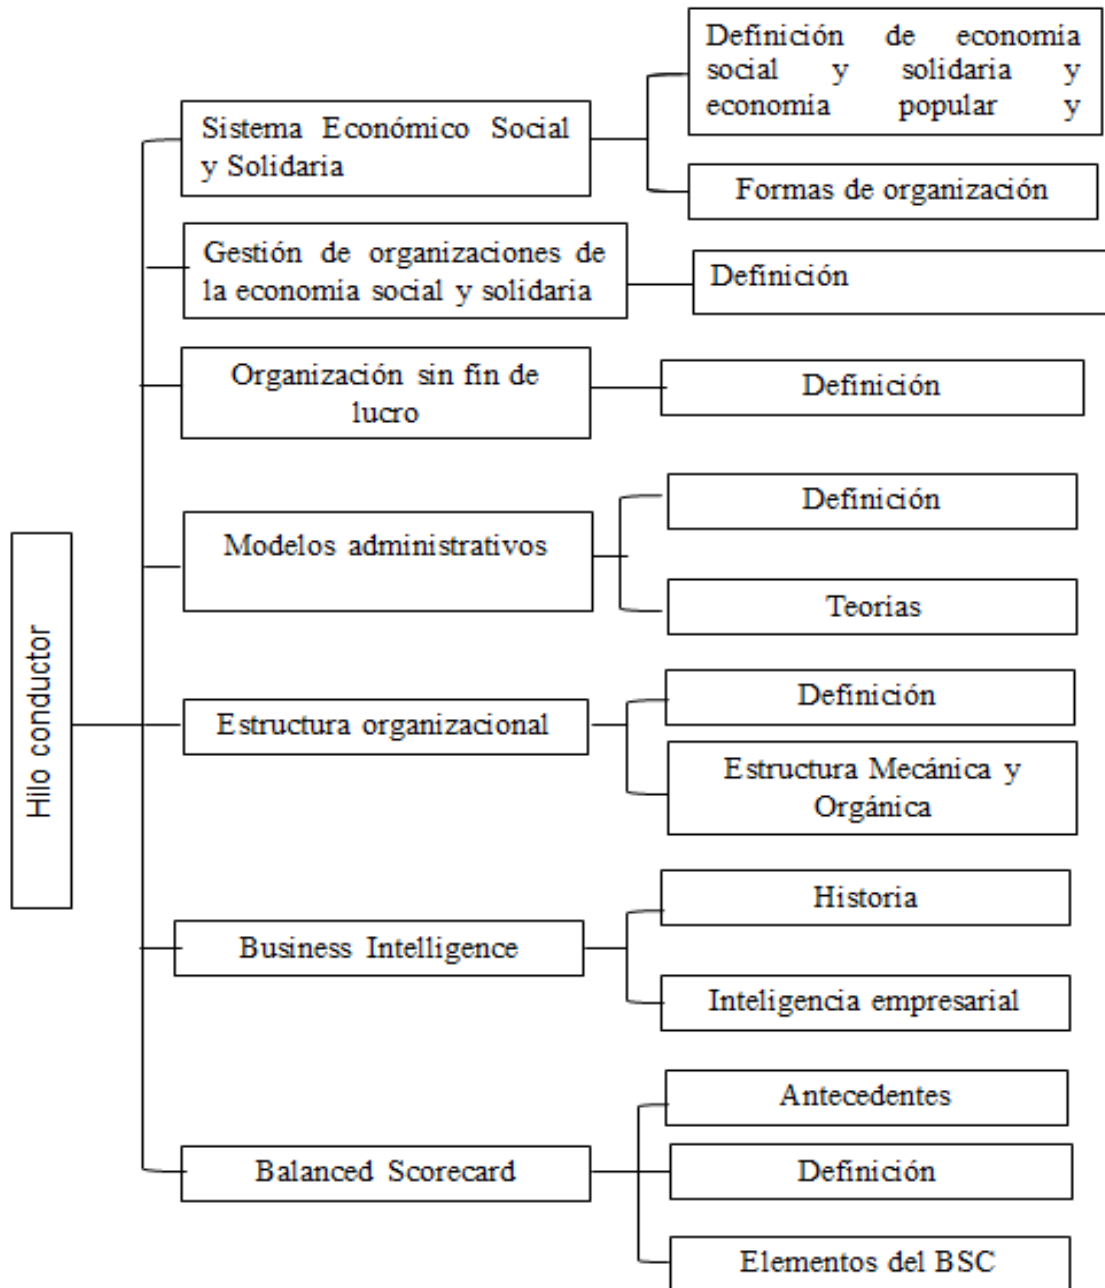 Definición de economía
social y solidaria y
economía popular y
Sistema Económico Social
y Solidaria
Formas de organización
Gestión de organizaciones de
la economía social y solidaria
Definición
Organización sin fin de
lucro
Definición
Definición
Modelos administrativos
Teorías
Hilo conductor
Definición
Estructura organizacional
Estructura Mecánica y
Orgánica
Historia
Business Intelligence
Inteligencia empresarial
Antecedentes
Balanced Scorecard
Definición
Elementos del BSC